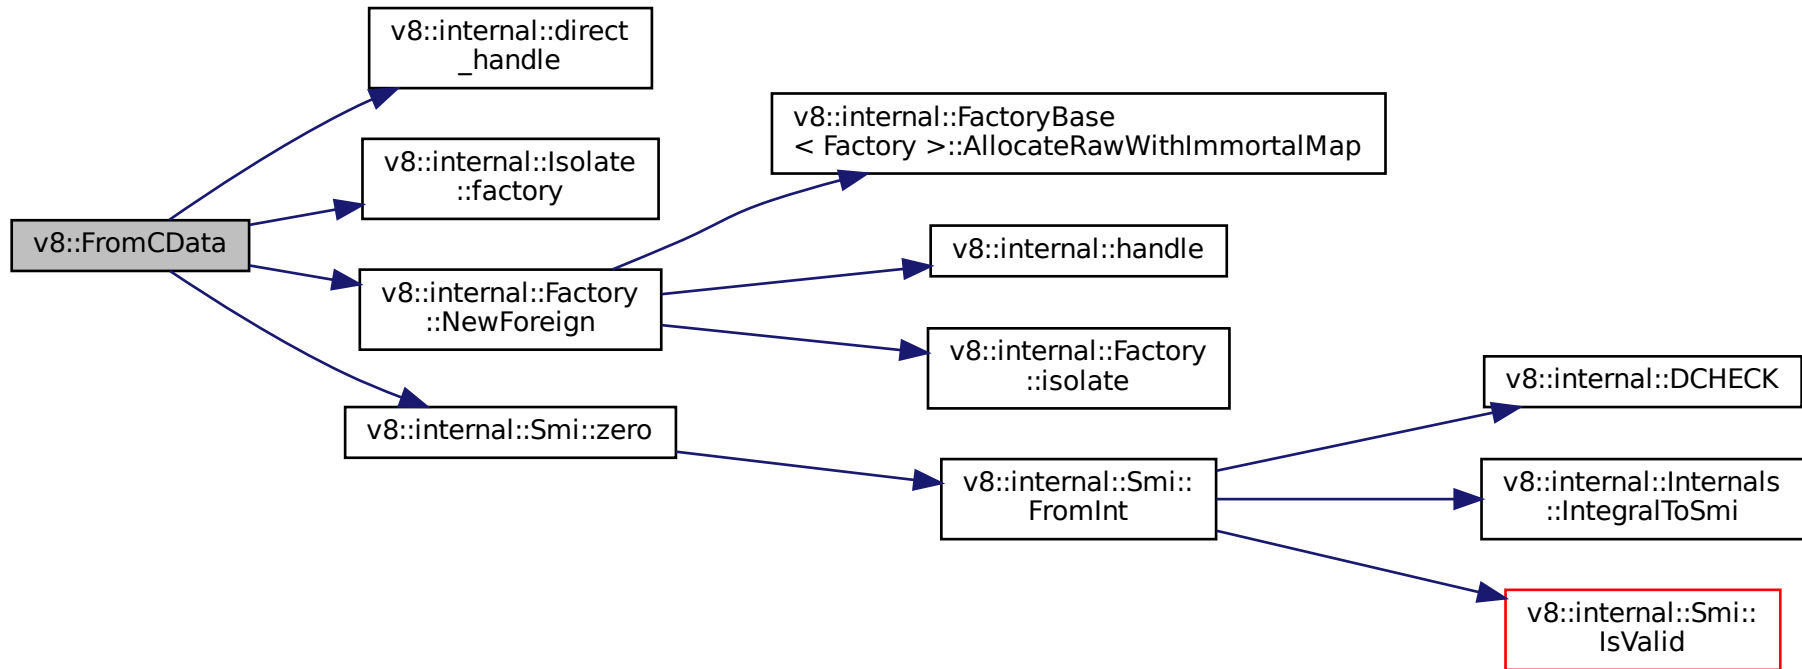 v8::FromCData
v8::internal::direct
_handle
v8::internal::Isolate
::factory
v8::internal::Factory
::NewForeign
v8::internal::Smi::zero
v8::internal::FactoryBase
< Factory >::AllocateRawWithImmortalMap
v8::internal::handle
v8::internal::Factory
::isolate
v8::internal::Smi::
FromInt
v8::internal::DCHECK
v8::internal::Internals
::IntegralToSmi
v8::internal::Smi::
IsValid